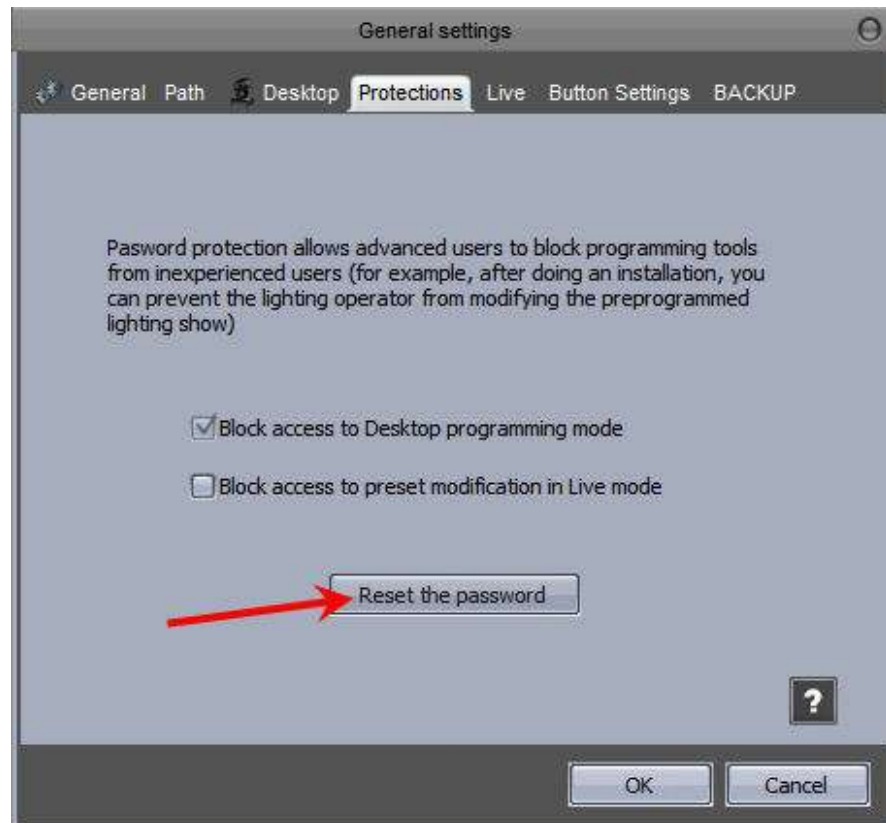 General settings
General Path Desktop Protections Live Button Settings BACKUP
Pasword protection allows advanced users to block programming tools
from inexperienced users (for example, after doing an installation, you
can prevent the lighting operator from modifying the preprogrammed
lighting show)
Block access to Desktop programming mode
Block access to preset modification in Live mode
Reset the password
?
OK Cancel